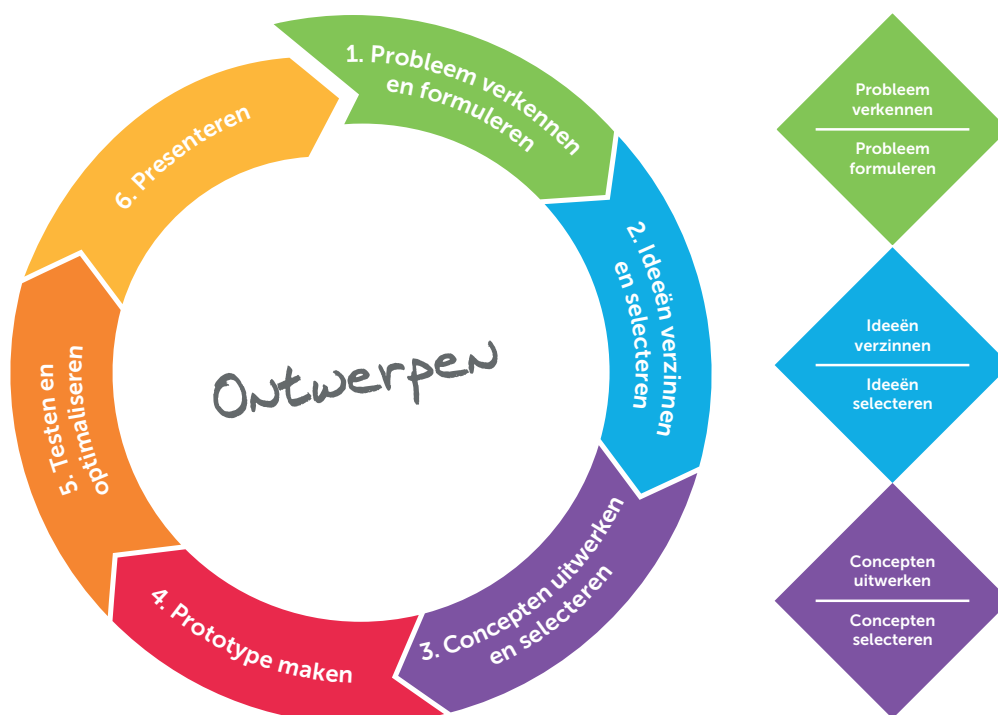 1. Probleem verkennen
en formuleren
2. Ideeën verzinnen
en selecteren
3. Concepten uitwerken
en selecteren
4. Prototype maken
5. Testen en
optimaliseren
6. Presenteren
Ontwerpen
Probleem
verkennen
Probleem
formuleren
Ideeën
verzinnen
Ideeën
selecteren
Concepten
uitwerken
Concepten
selecteren